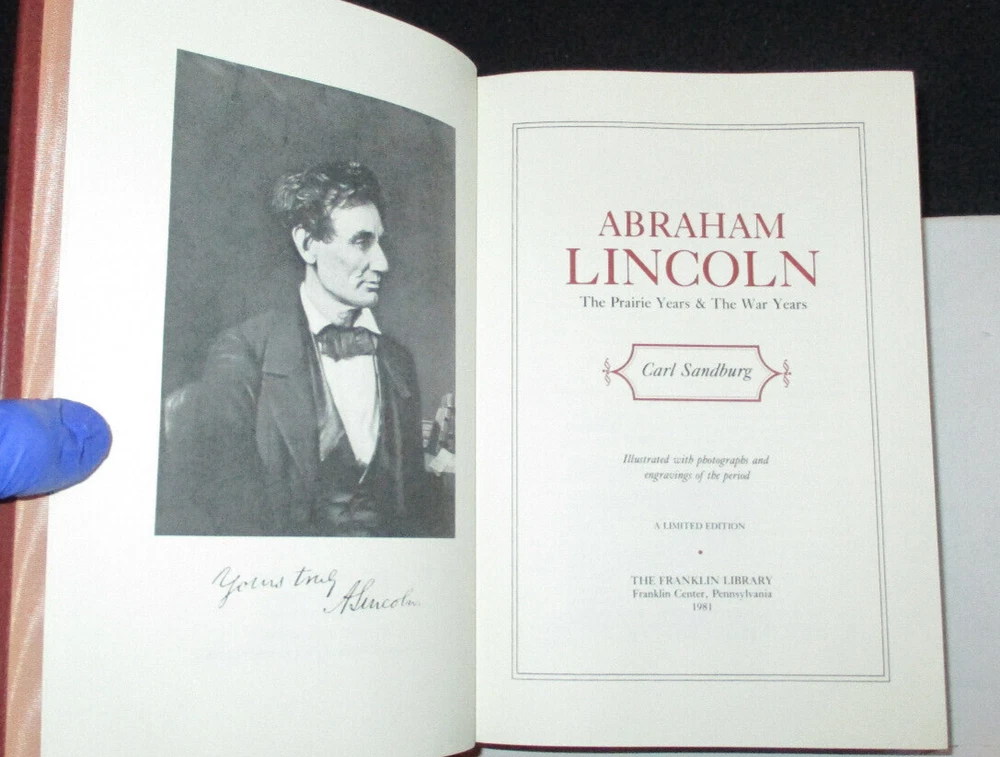 Yours truly
A Lincoln.
ABRAHAM
LINCOLN
The Prairie Years & The War Years
Carl Sandburg
Illustrated with photographs and
engravings of the period
A LIMITED EDITION
THE FRANKLIN LIBRARY
Franklin Center, Pennsylvania
1981